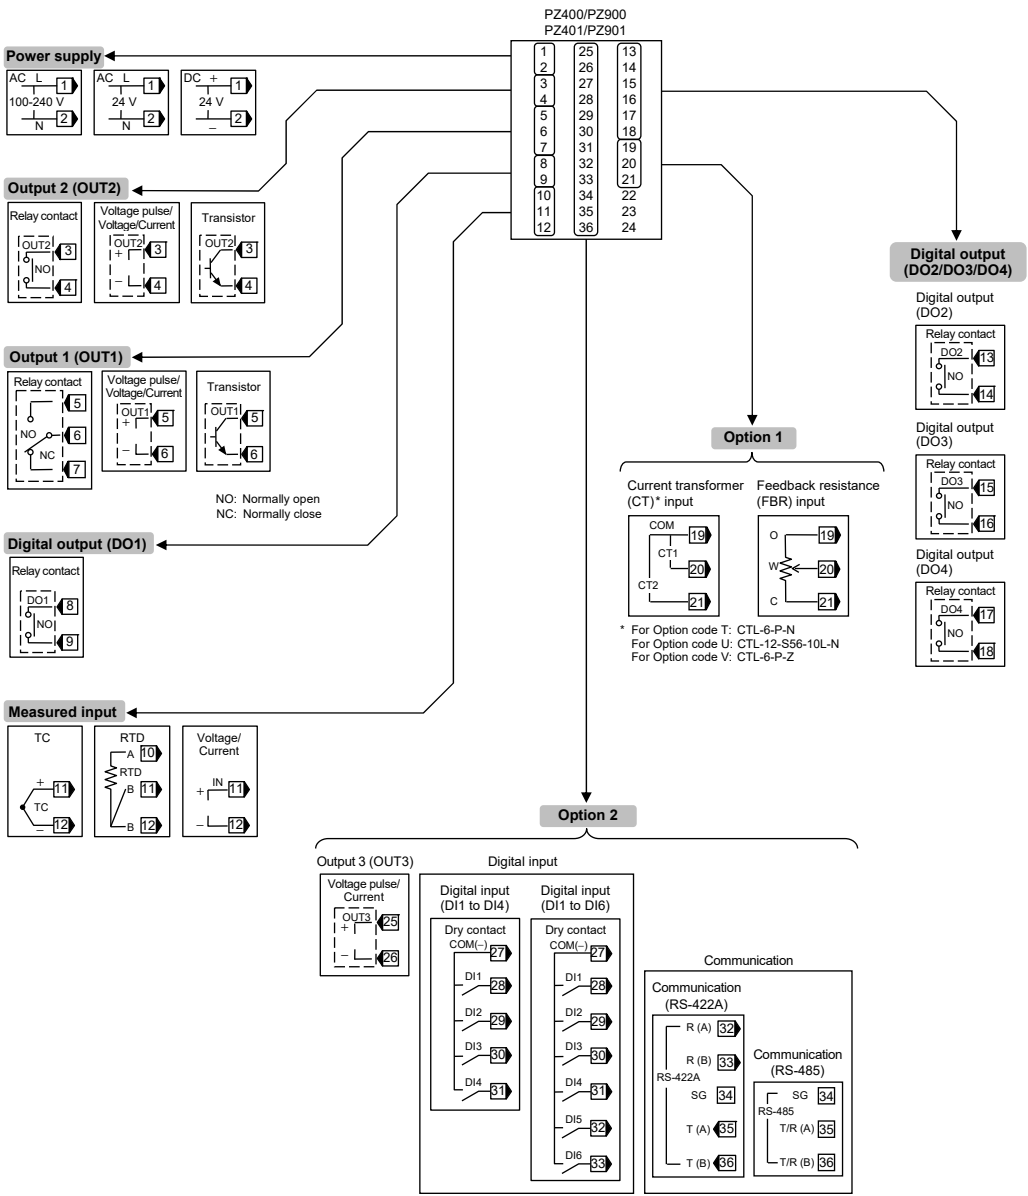 PZ400/PZ900
PZ401/PZ901
1 25 13
2 26 14
3 27 15
4 28 16
5 29 17
6 30 18
7 31 19
8 32 20
9 33 21
10 34 22
11 35 23
12 36 24
Power supply
AC L 1
100-240 V
N 2
AC L 1
24 V
N 2
DC + 1
24 V
– 2
Output 2 (OUT2)
Relay contact
OUT2 3
NO
4
Voltage pulse/
Voltage/Current
OUT2 3
+
– 4
Transistor
OUT2 3
4
Output 1 (OUT1)
Relay contact
5
NO 6
NC
7
Voltage pulse/
Voltage/Current
OUT1 5
+
– 6
Transistor
OUT1 5
6
NO: Normally open
NC: Normally close
Digital output (DO1)
Relay contact
DO1 8
NO
9
Measured input
TC
+ 11
TC
– 12
RTD
A 10
RTD
B 11
B 12
Voltage/
Current
+ IN 11
– 12
Digital output
(DO2/DO3/DO4)
Digital output
(DO2)
Relay contact
DO2 13
NO
14
Digital output
(DO3)
Relay contact
DO3 15
NO
16
Digital output
(DO4)
Relay contact
DO4 17
NO
18
Option 1
Current transformer
(CT)* input
COM 19
CT1
20
CT2
21
Feedback resistance
(FBR) input
O 19
W 20
C 21
* For Option code T: CTL-6-P-N
For Option code U: CTL-12-S56-10L-N
For Option code V: CTL-6-P-Z
Option 2
Output 3 (OUT3)
Voltage pulse/
Current
OUT3 25
+
– 26
Digital input
Digital input
(DI1 to DI4)
Dry contact
COM(–) 27
DI1 28
DI2 29
DI3 30
DI4 31
Digital input
(DI1 to DI6)
Dry contact
COM(–) 27
DI1 28
DI2 29
DI3 30
DI4 31
DI5 32
DI6 33
Communication
Communication
(RS-422A)
R (A) 32
R (B) 33
RS-422A
SG 34
T (A) 35
T (B) 36
Communication
(RS-485)
SG 34
RS-485
T/R (A) 35
T/R (B) 36